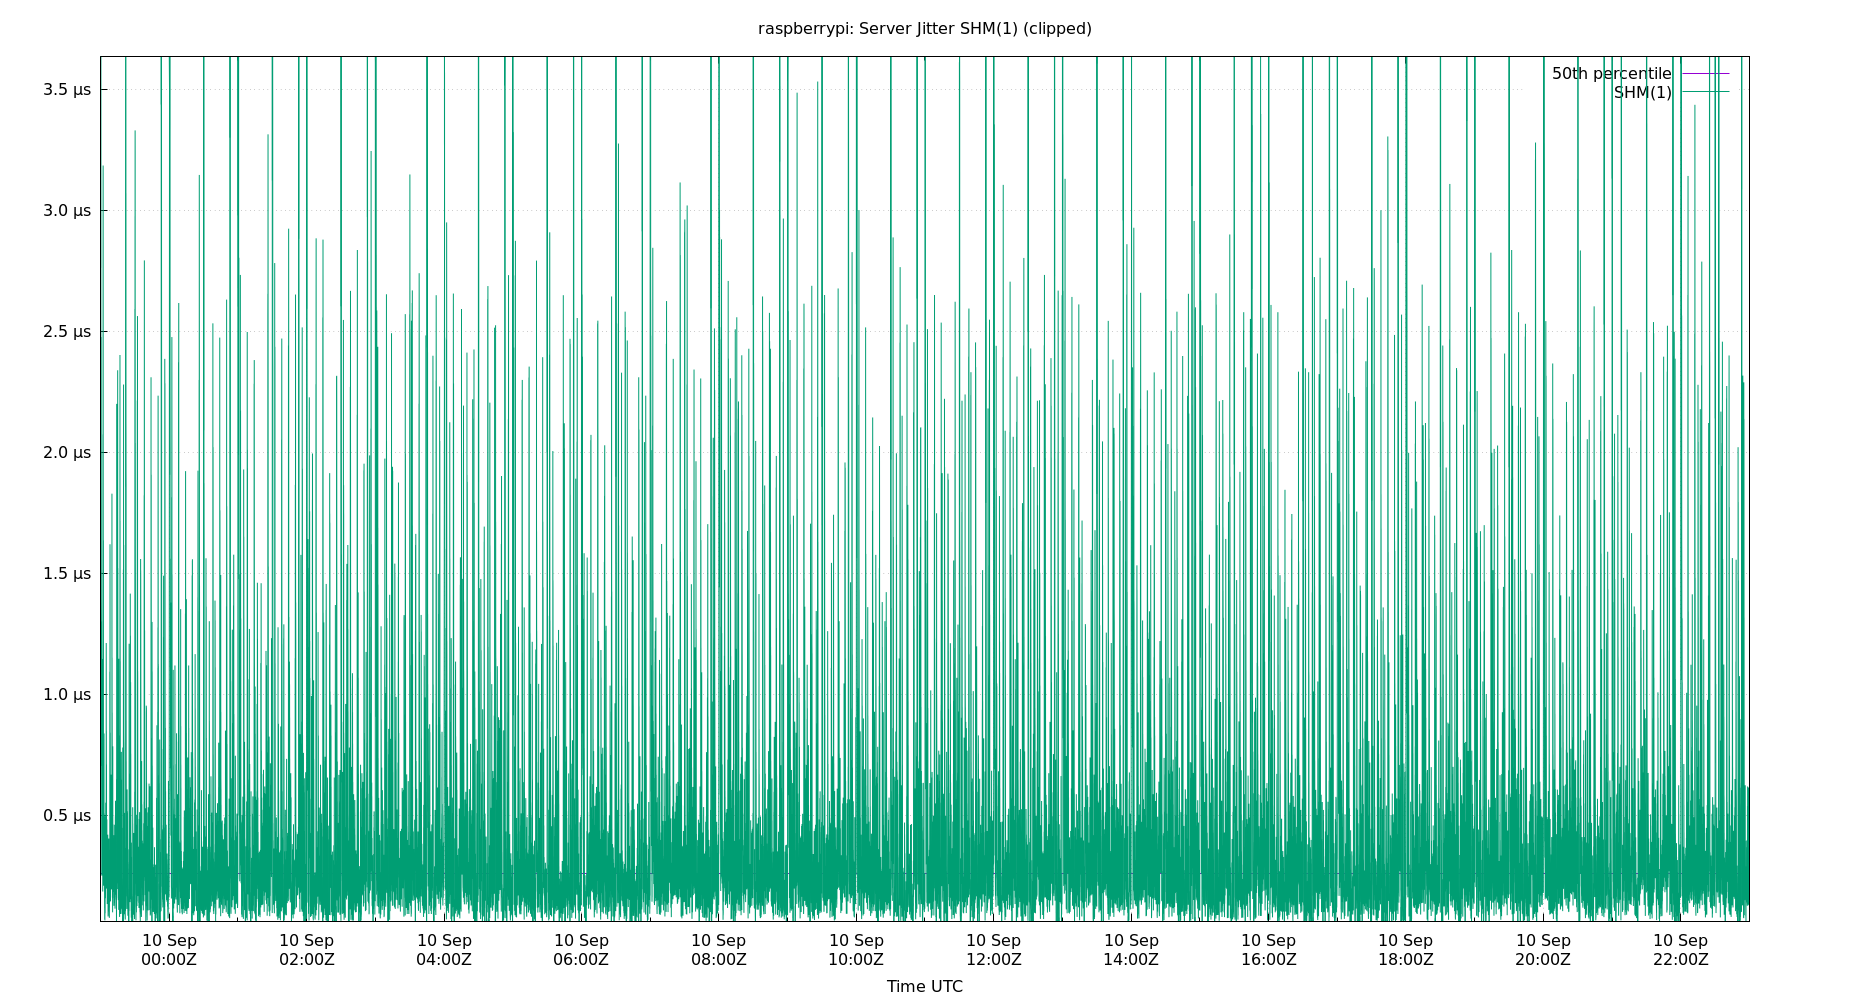 raspberrypi: Server Jitter SHM(1) (clipped)
50th percentile
SHM(1)
3.5 µs
3.0 µs
2.5 µs
2.0 µs
1.5 µs
1.0 µs
0.5 µs
10 Sep 10 Sep 10 Sep 10 Sep 10 Sep 10 Sep 10 Sep 10 Sep 10 Sep 10 Sep 10 Sep 10 Sep
00:00Z 02:00Z 04:00Z 06:00Z 08:00Z 10:00Z 12:00Z 14:00Z 16:00Z 18:00Z 20:00Z 22:00Z
Time UTC